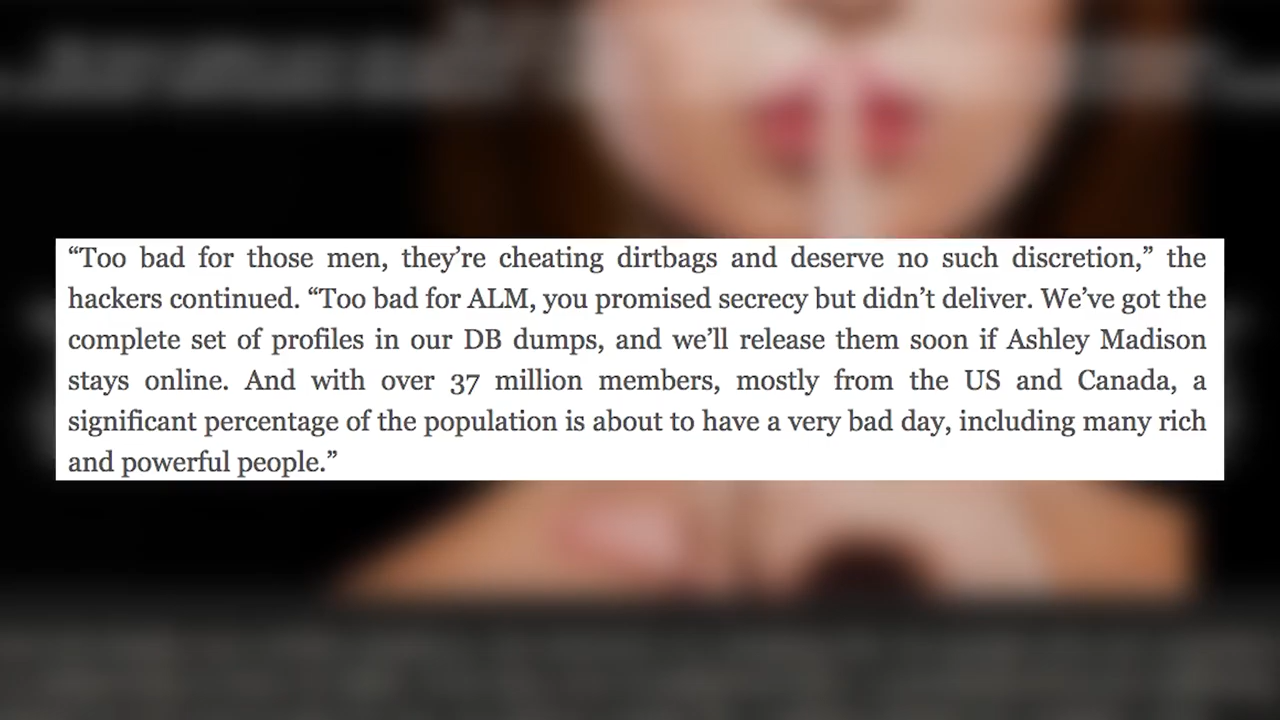 “Too bad for those men, they’re cheating dirtbags and deserve no such discretion,” the
hackers continued. “Too bad for ALM, you promised secrecy but didn’t deliver. We’ve got the
complete set of profiles in our DB dumps, and we’ll release them soon if Ashley Madison
stays online. And with over 37 million members, mostly from the US and Canada, a
significant percentage of the population is about to have a very bad day, including many rich
and powerful people.”